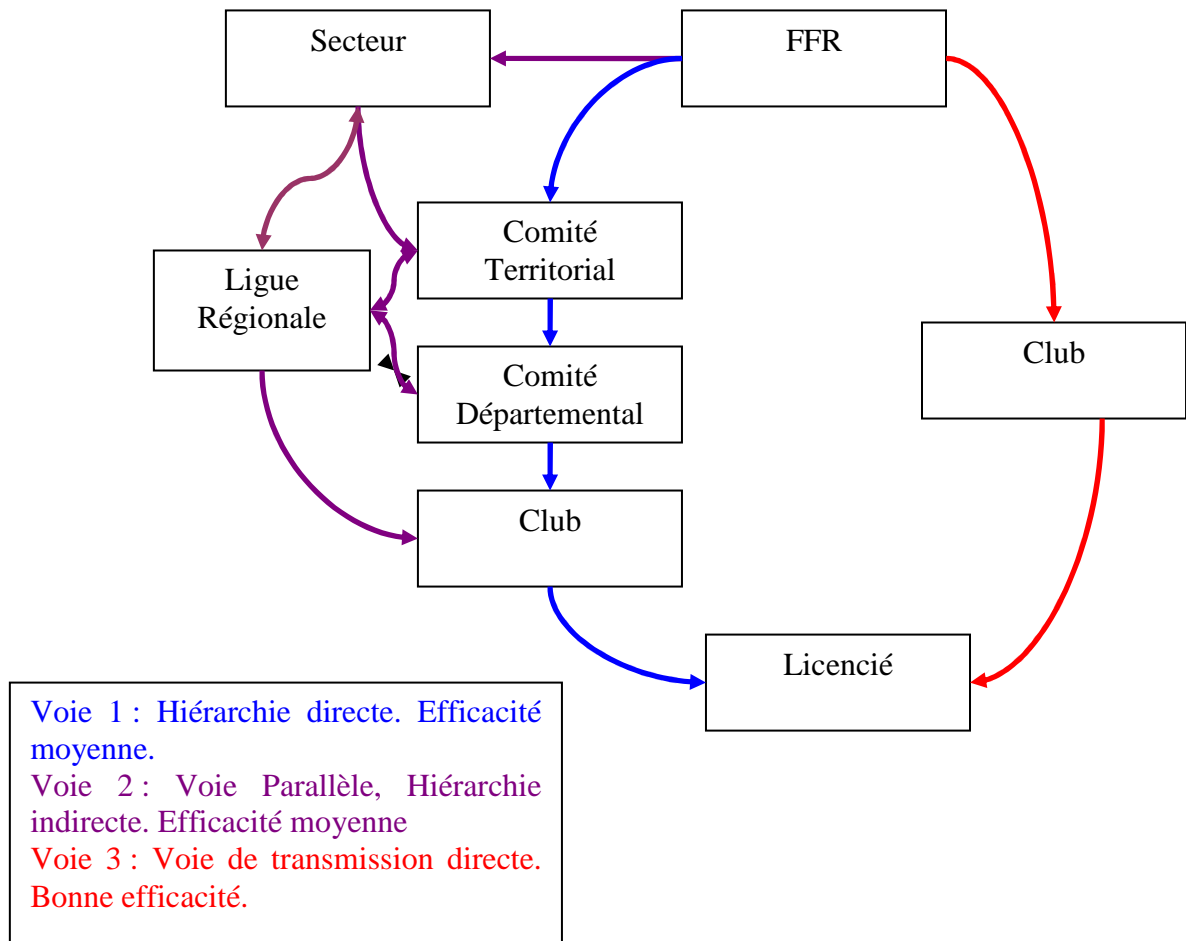 Secteur
FFR
Comité
Territorial
Ligue
Régionale
Club
Comité
Départemental
Club
Licencié
Voie 1 : Hiérarchie directe. Efficacité
moyenne.
Voie 2 : Voie Parallèle, Hiérarchie
indirecte. Efficacité moyenne
Voie 3 : Voie de transmission directe.
Bonne efficacité.